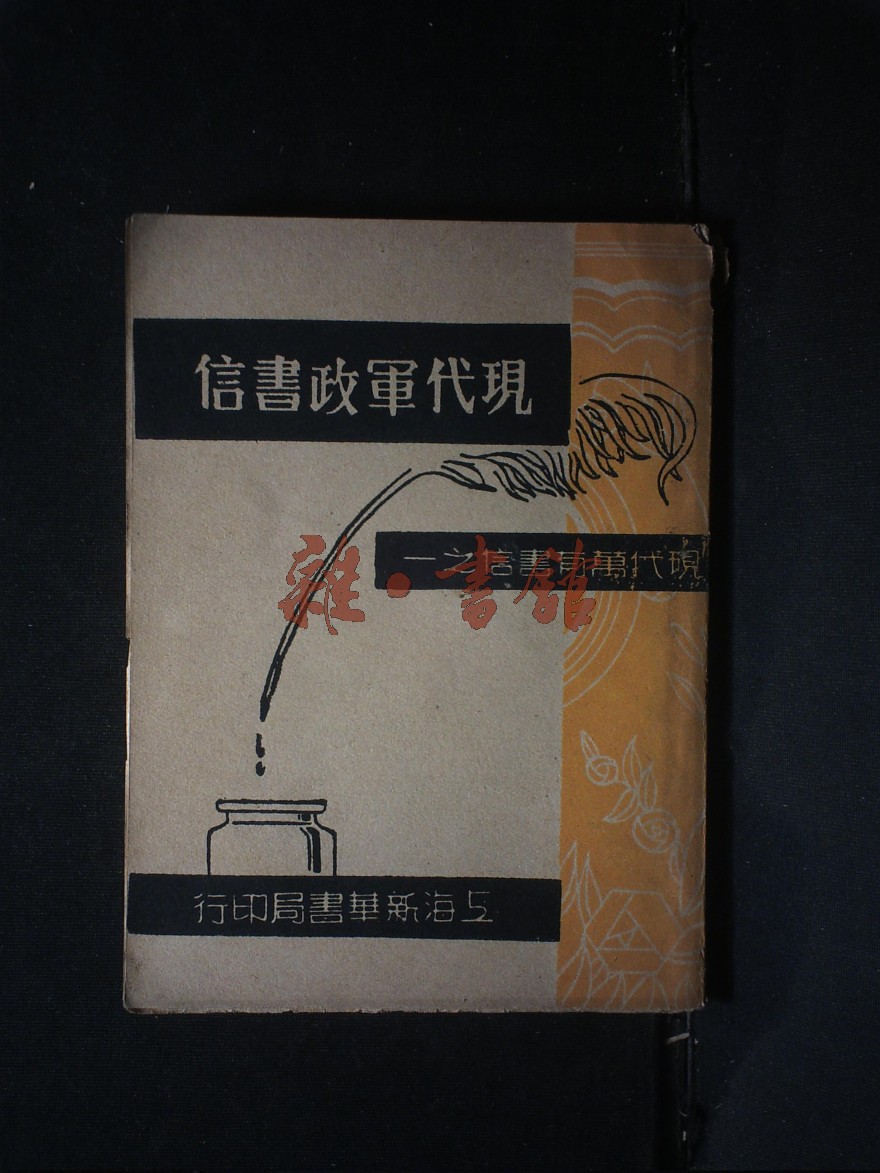 現代軍政書信
現代萬有書信之一
雜·書館
上海新華書局印行